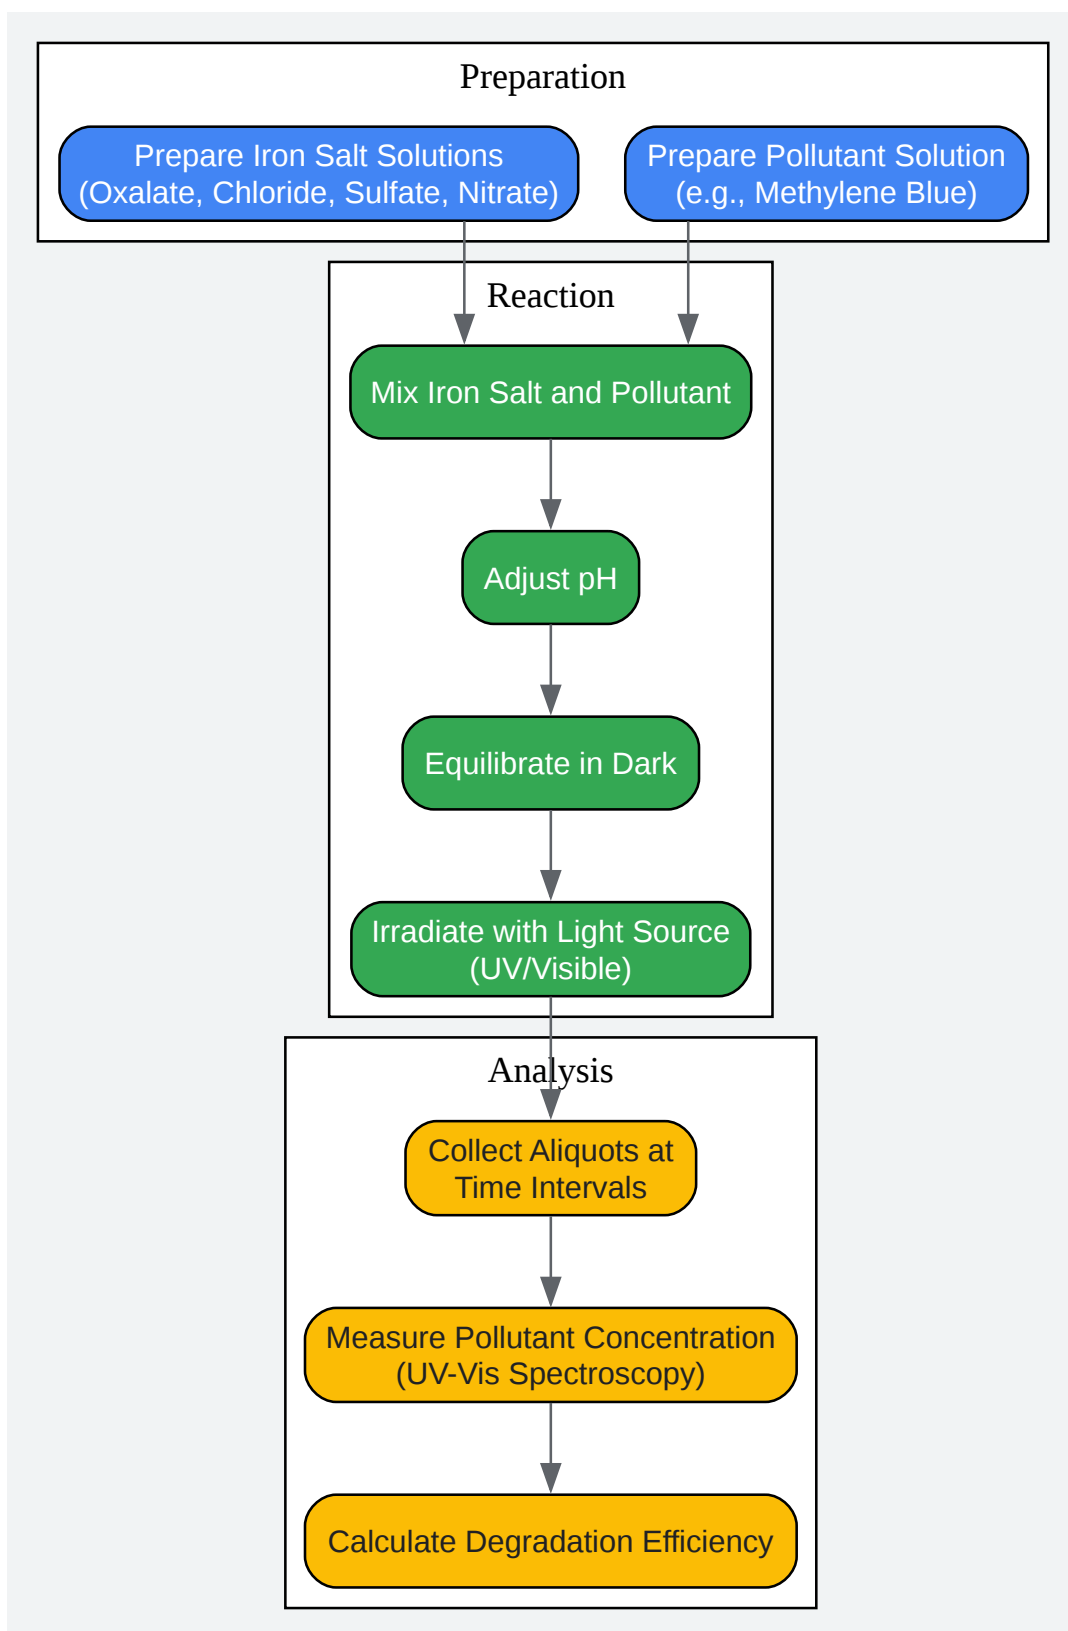 Preparation
Prepare Iron Salt Solutions
(Oxalate, Chloride, Sulfate, Nitrate)
Prepare Pollutant Solution
(e.g., Methylene Blue)
Reaction
Mix Iron Salt and Pollutant
Adjust pH
Equilibrate in Dark
Irradiate with Light Source
(UV/Visible)
Analysis
Collect Aliquots at
Time Intervals
Measure Pollutant Concentration
(UV-Vis Spectroscopy)
Calculate Degradation Efficiency